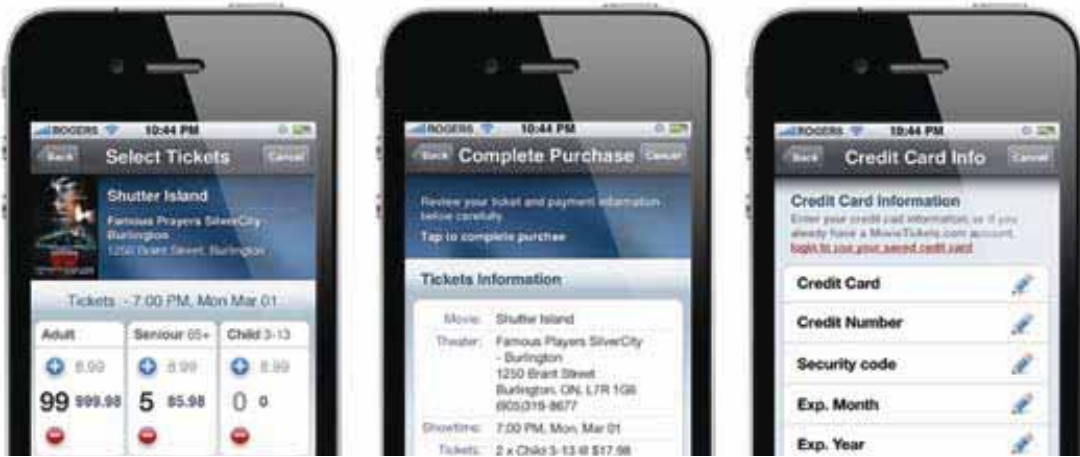 ROGERS 10:44 PM
Back Select Tickets Cancel
Shutter Island
Famous Prayers SilverCity -
Burlington
1250 Brant Street, Burlington
Tickets - 7:00 PM, Mon Mar 01
Adult Seniour 65+ Child 3-13
8.99 8.99 8.99
99 999.98 5 85.98 0 0
ROGERS 10:44 PM
Back Complete Purchase Cancel
Review your ticket and payment information
below carefully.
Tap to complete purchae
Tickets Information
Movie: Shutter Island
Theater: Famous Players SilverCity
- Burlington
1250 Brant Street
Burlington, ON, L7R 1G8
(905)319-8677
Showtime: 7:00 PM, Mon, Mar 01
Tickets: 2 x Child 3-13 @ $17.98
ROGERS 10:44 PM
Back Credit Card Info Cancel
Credit Card Information
Enter your credit cad information, or if you
already have a MovieTickets.com account,
login to use your saved credit card
Credit Card
Credit Number
Security code
Exp. Month
Exp. Year